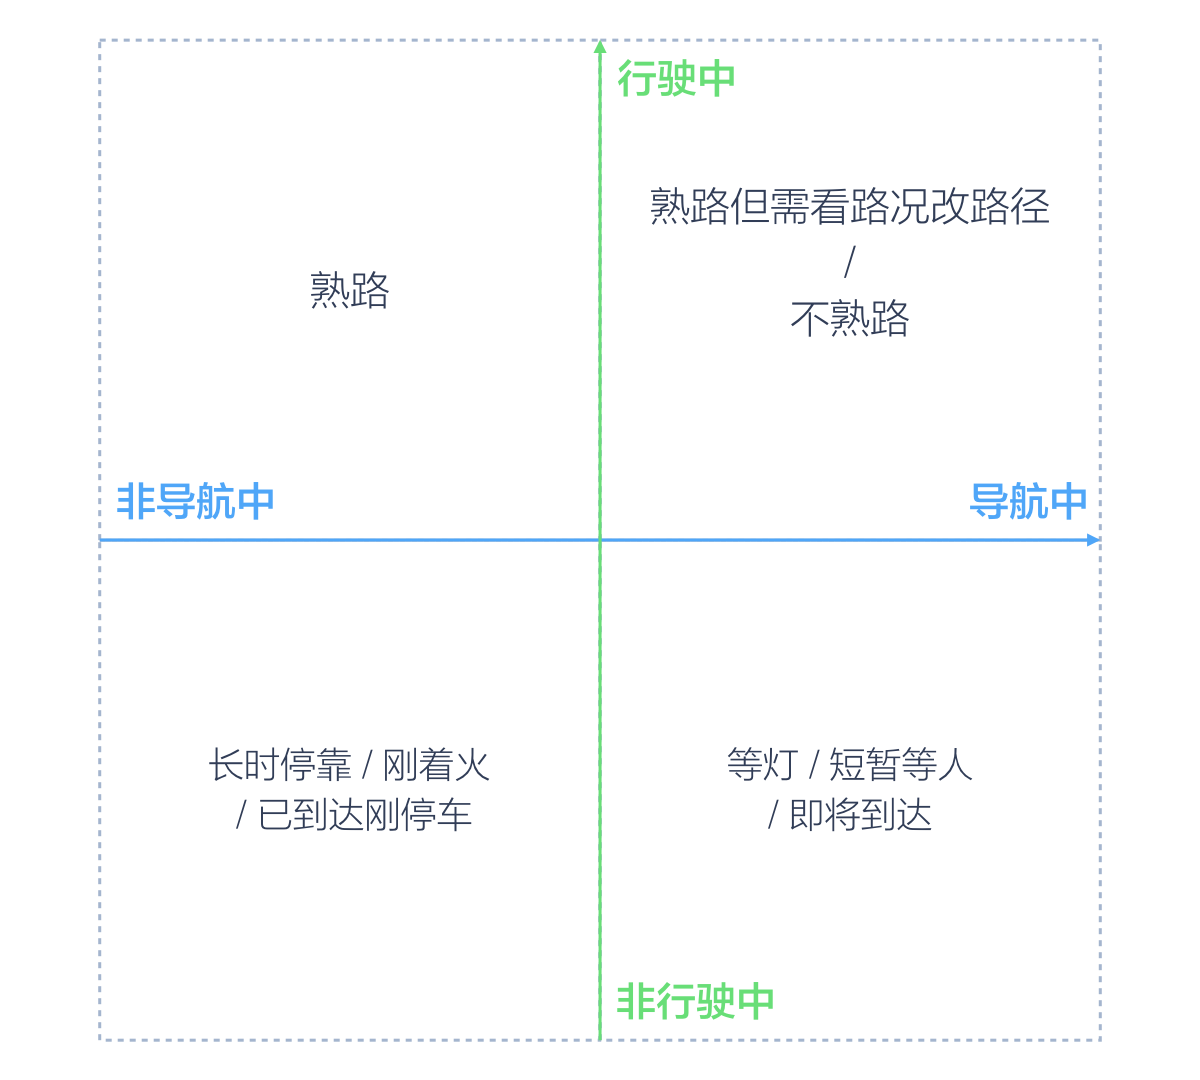 行驶中
熟路但需看路况改路径
/
不熟路
熟路
非导航中
导航中
长时停靠 / 刚着火
/ 已到达刚停车
等灯 / 短暂等人
/ 即将到达
非行驶中